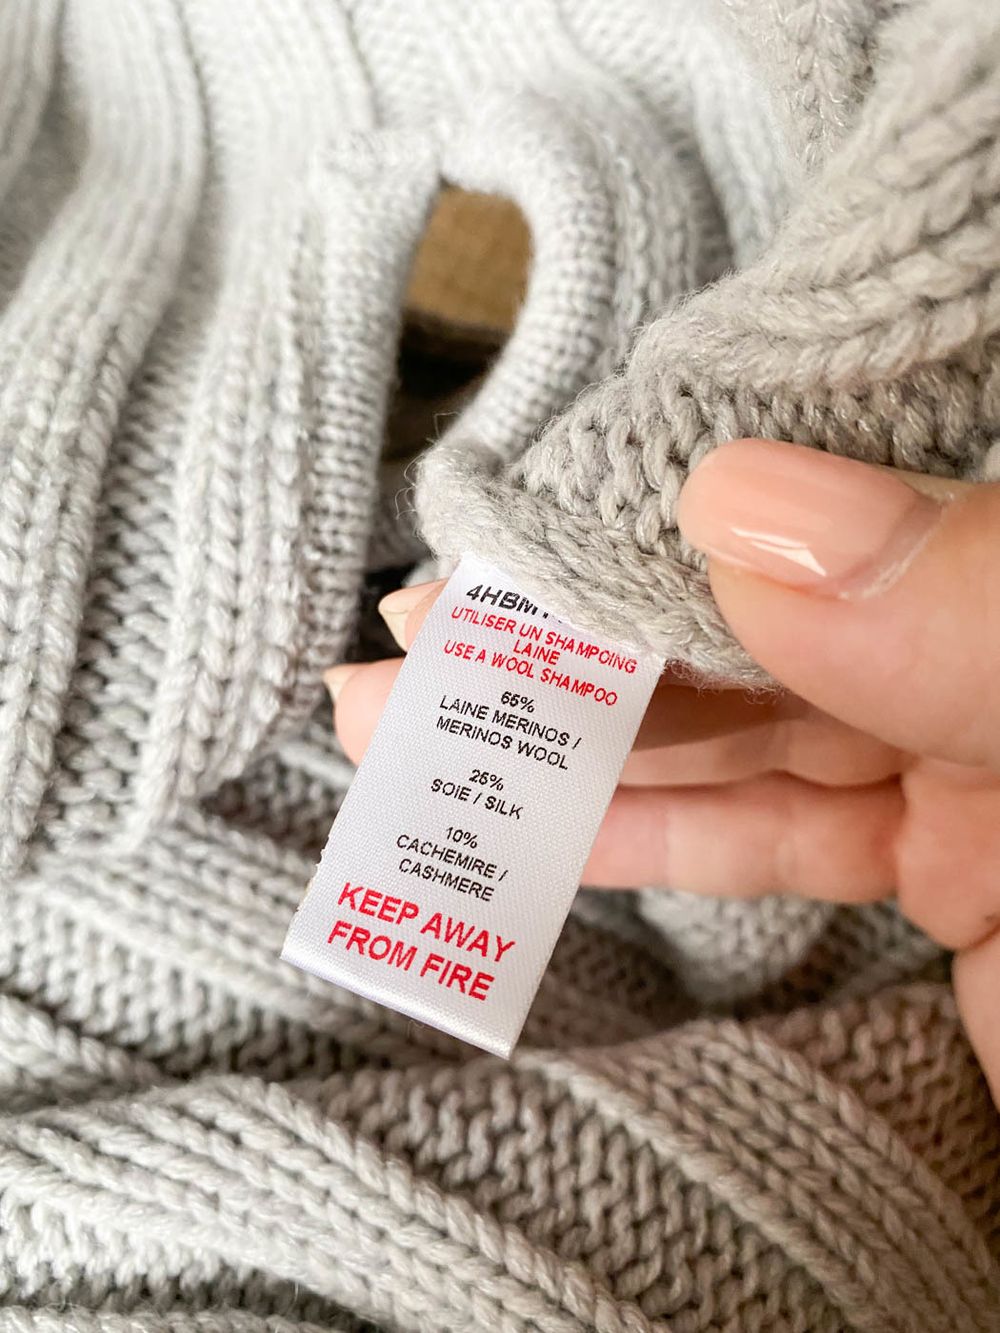 UTILISER UN SHAMPOING
LAINE
USE A WOOL SHAMPOO
65%
LAINE MERINOS /
MERINOS WOOL
25%
SOIE / SILK
10%
CACHEMIRE /
CASHMERE
KEEP AWAY
FROM FIRE